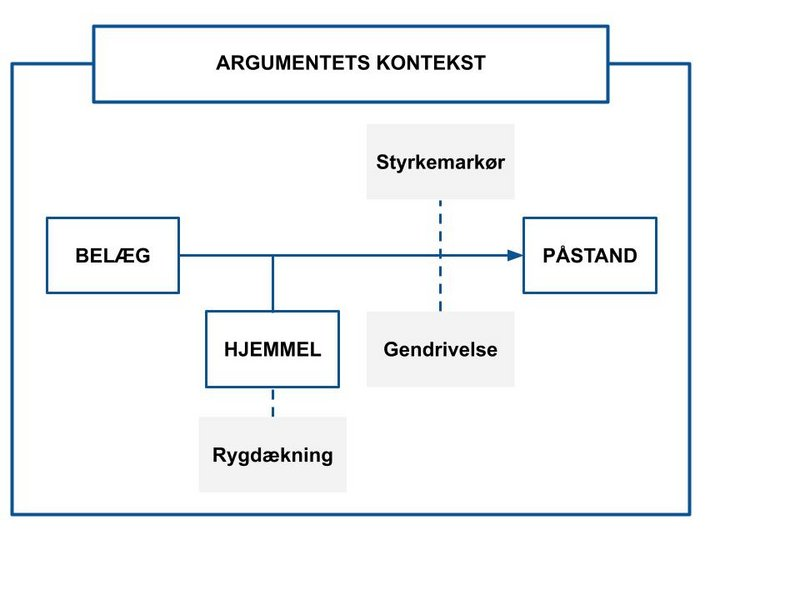 ARGUMENTETS KONTEKST
Styrkemarkør
BELÆG
PÅSTAND
HJEMMEL
Gendrivelse
Rygdækning